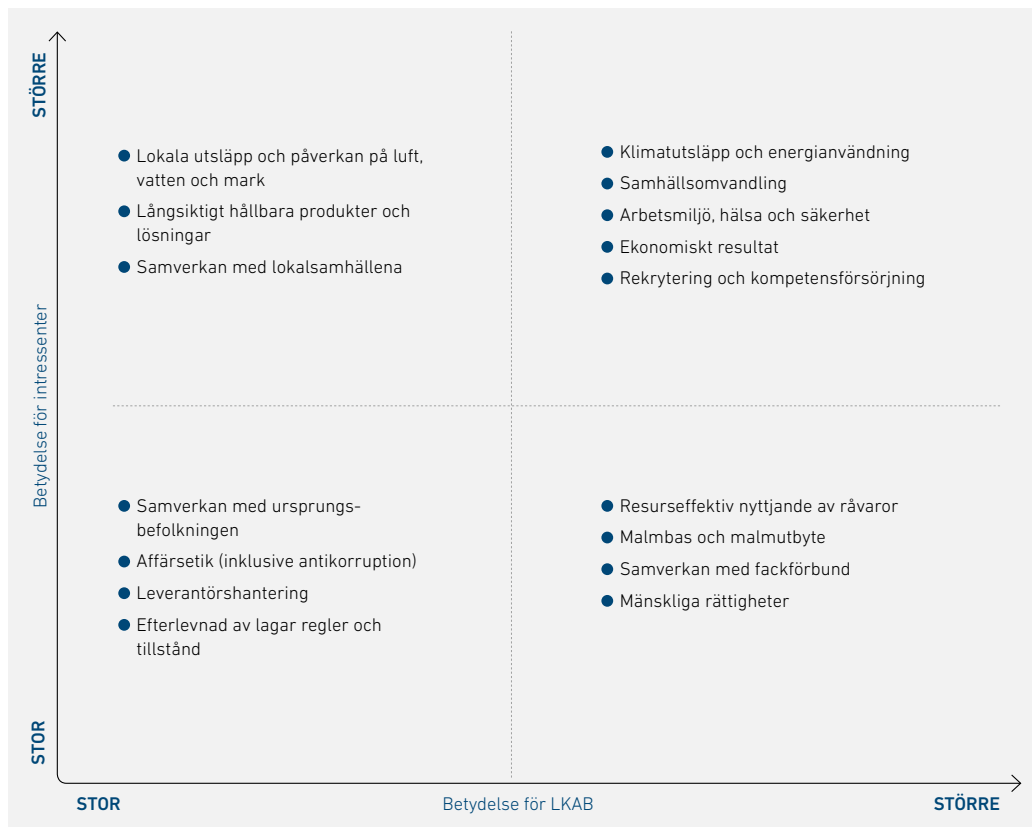 STÖRRE
Betydelse för intressenter
STOR
Lokala utsläpp och påverkan på luft,
vatten och mark
Långsiktigt hållbara produkter och
lösningar
Samverkan med lokalsamhällena
Klimatutsläpp och energianvändning
Samhällsomvandling
Arbetsmiljö, hälsa och säkerhet
Ekonomiskt resultat
Rekrytering och kompetensförsörjning
Samverkan med ursprungs-
befolkningen
Affärsetik (inklusive antikorruption)
Leverantörshantering
Efterlevnad av lagar regler och
tillstånd
Resurseffektiv nyttjande av råvaror
Malmbas och malmutbyte
Samverkan med fackförbund
Mänskliga rättigheter
STOR
Betydelse för LKAB
STÖRRE